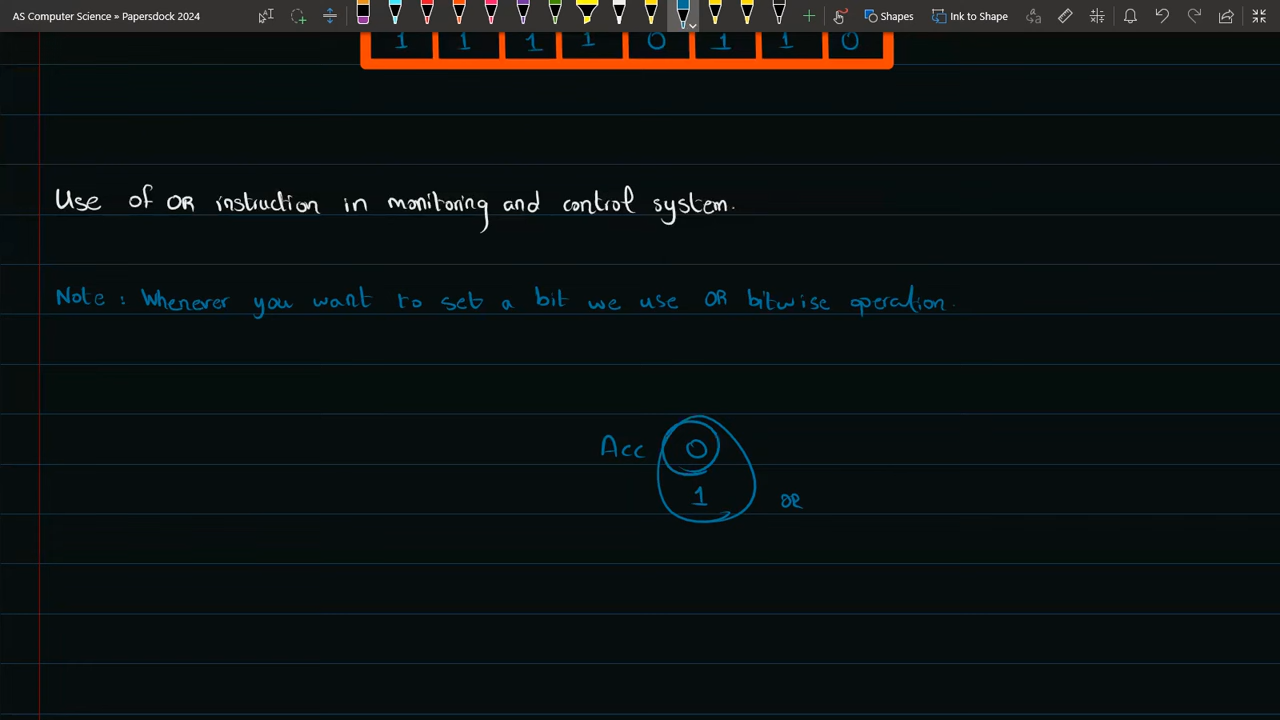 AS Computer Science » Papersdock 2024
Shapes
Ink to Shape
1 1 1 1 0 1 1 0
Use of OR instruction in monitoring and control system.
Note : Whenever you want to set a bit we use OR bitwise operation.
Acc 0
1 OR